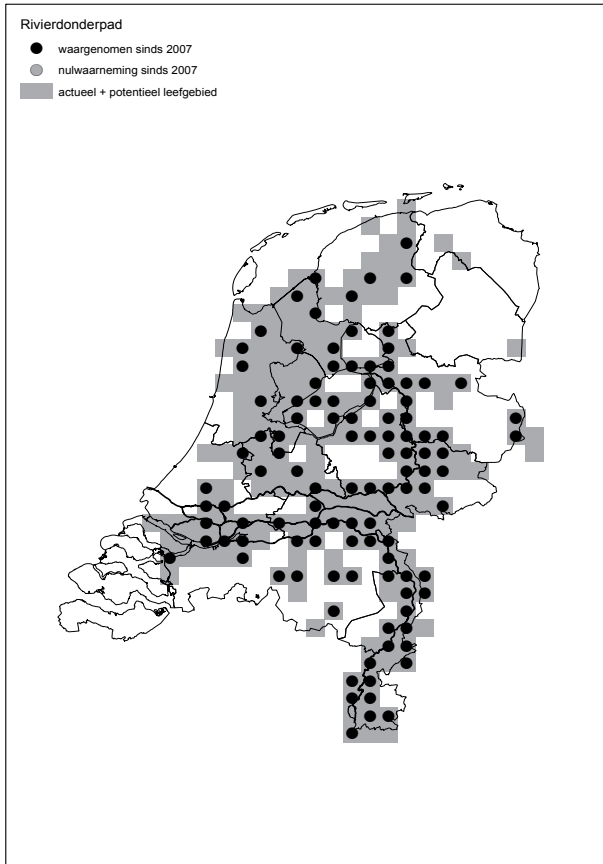 Rivierdonderpad
waargenomen sinds 2007
nulwaarneming sinds 2007
actueel + potentieel leefgebied